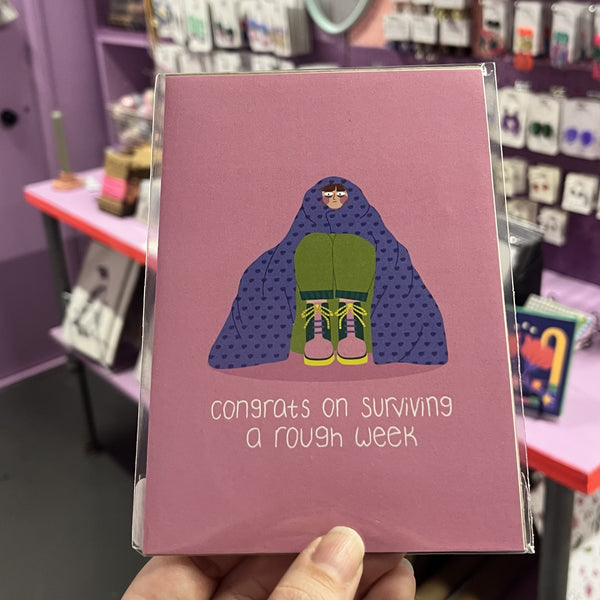 congrats on surviving
a rough week